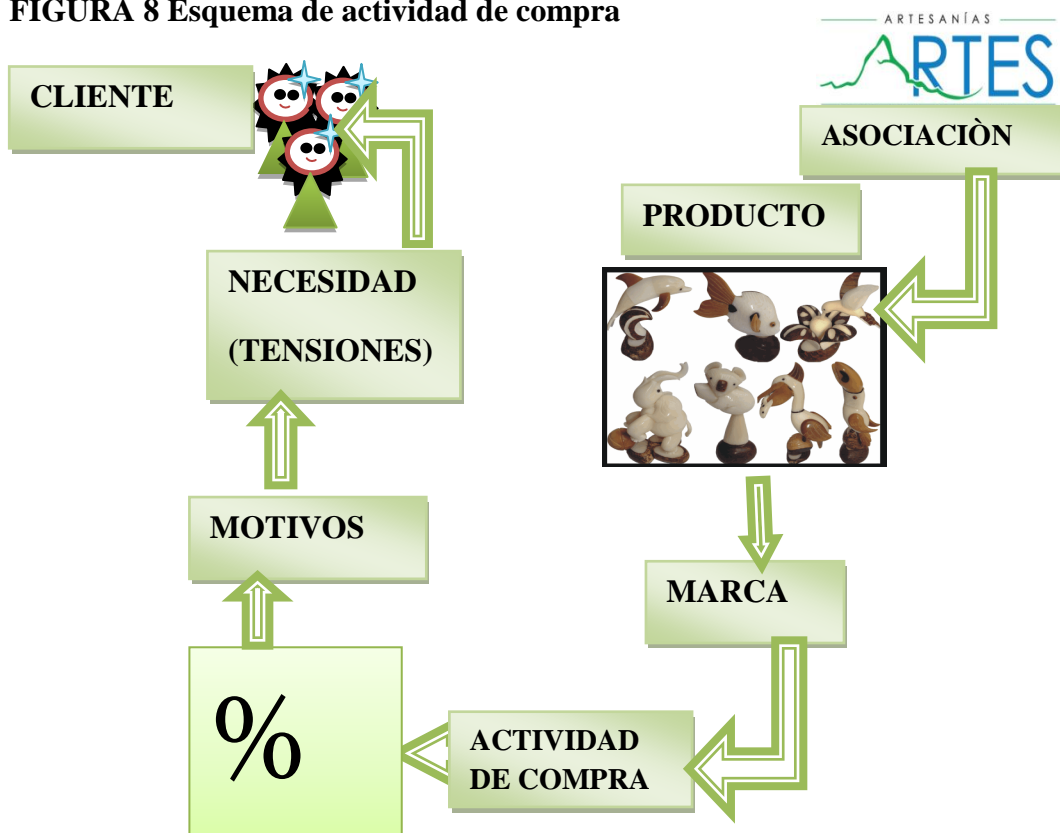 FIGURA 8 Esquema de actividad de compra
ARTESANÍAS
ARTES
CLIENTE
ASOCIACIÒN
PRODUCTO
NECESIDAD
(TENSIONES)
MOTIVOS
MARCA
%
ACTIVIDAD
DE COMPRA